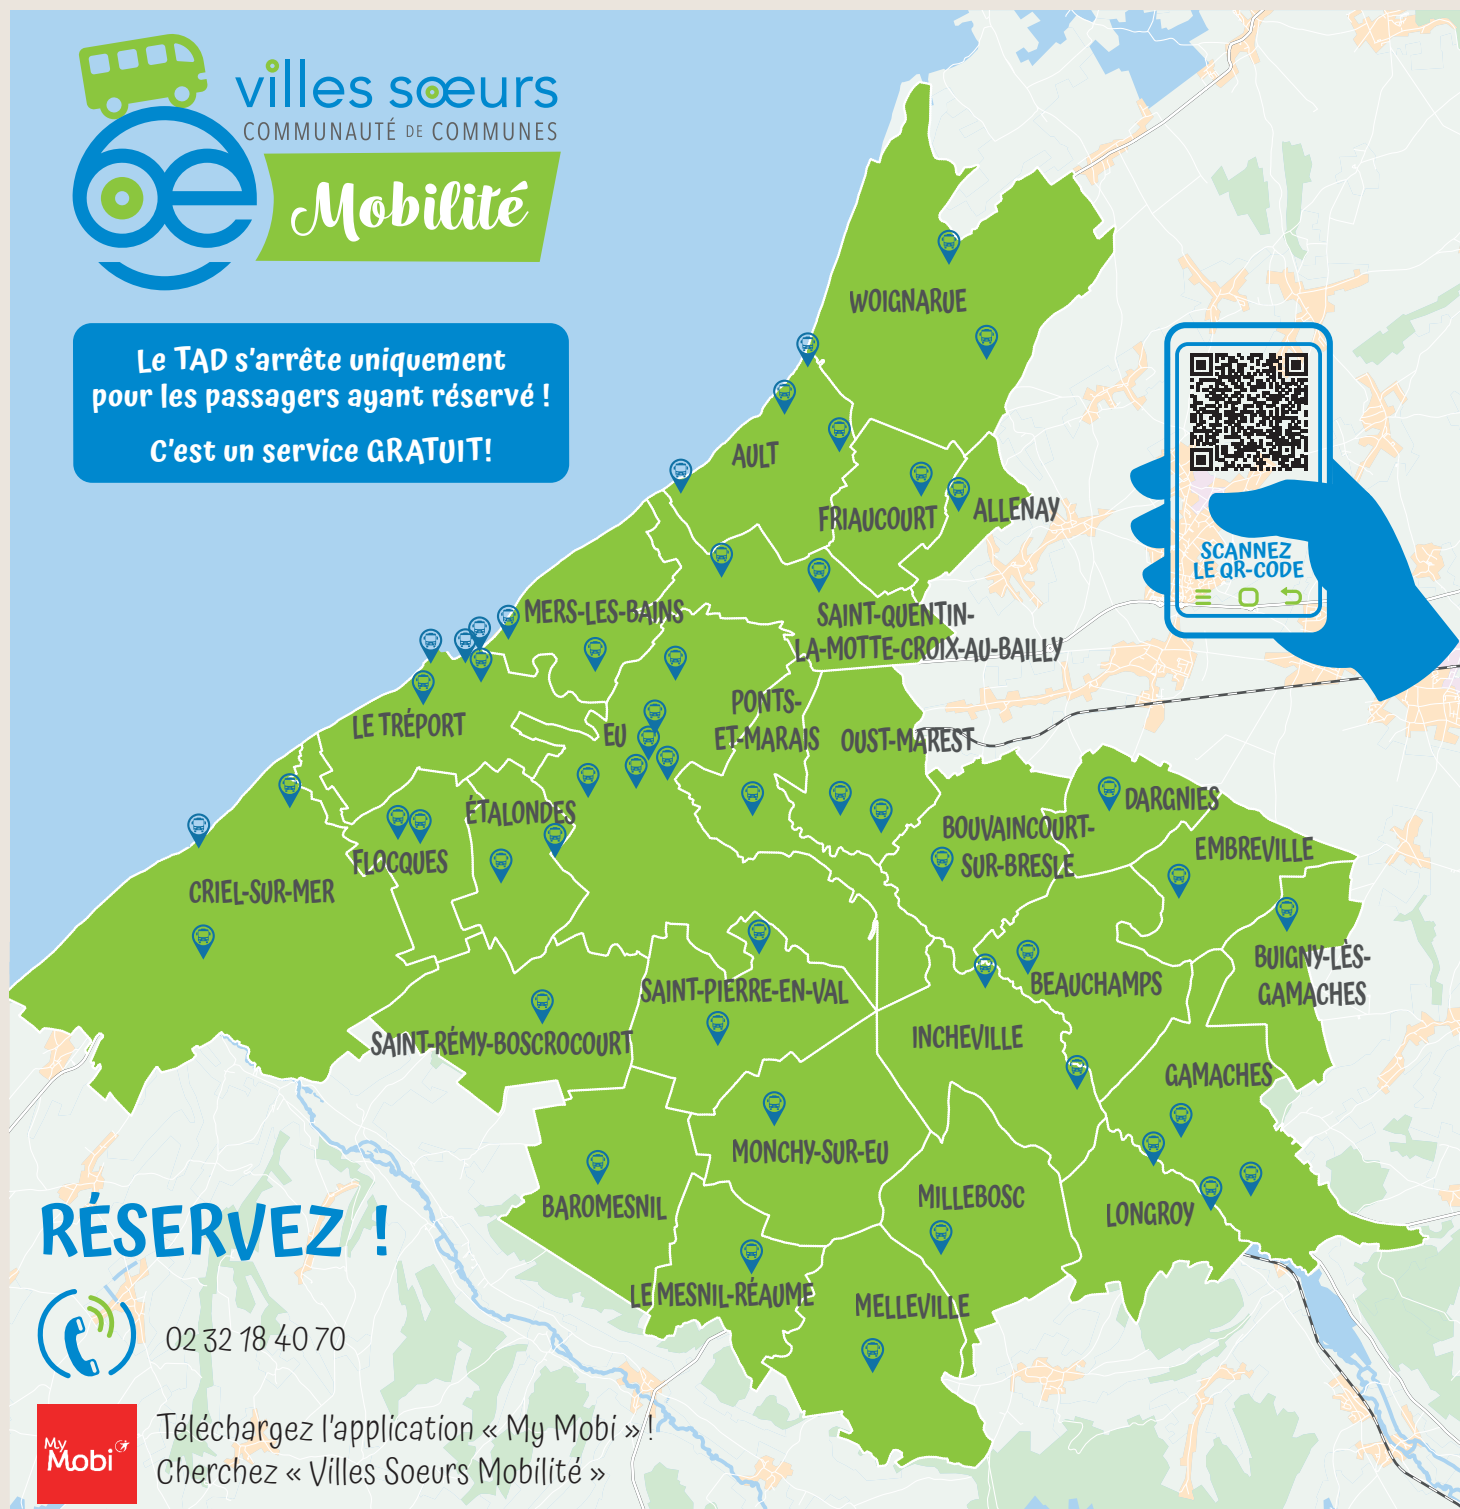 villes sœurs
COMMUNAUTÉ DE COMMUNES
Mobilité
Le TAD s'arrête uniquement
pour les passagers ayant réservé !
C'est un service GRATUIT!
WOIGNARUE
AULT
FRIAUCOURT
ALLENAY
SCANNEZ
LE QR-CODE
MERS-LES-BAINS
SAINT-QUENTIN-
LA-MOTTE-CROIX-AU-BAILLY
LE TRÉPORT
EU
PONTS-
ET-MARAIS
OUST-MAREST
ÉTALONDES
FLOCQUES
CRIEL-SUR-MER
DARGNIES
BOUVAINCOURT-
SUR-BRESLE
EMBREVILLE
BUIGNY-LÈS-
GAMACHES
BEAUCHAMPS
SAINT-PIERRE-EN-VAL
SAINT-RÉMY-BOSCROCOURT
INCHEVILLE
GAMACHES
MONCHY-SUR-EU
BAROMESNIL
MILLEBOSC
LONGROY
LE MESNIL-RÉAUME
MELLEVILLE
RÉSERVEZ !
02 32 18 40 70
My
Mobi
Téléchargez l'application « My Mobi » !
Cherchez « Villes Soeurs Mobilité »